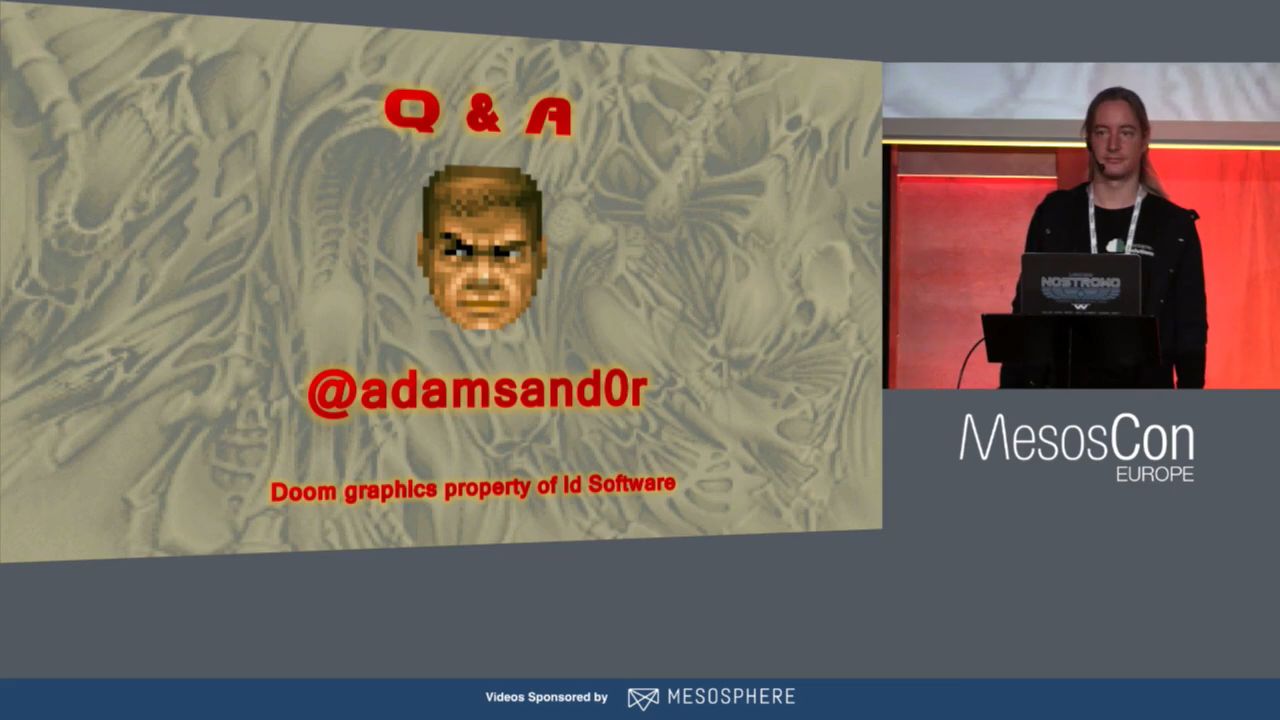 Q & A
@adamsand0r
Doom graphics property of Id Software
NOSTROMO
MesosCon
EUROPE
Videos Sponsored by MESOSPHERE